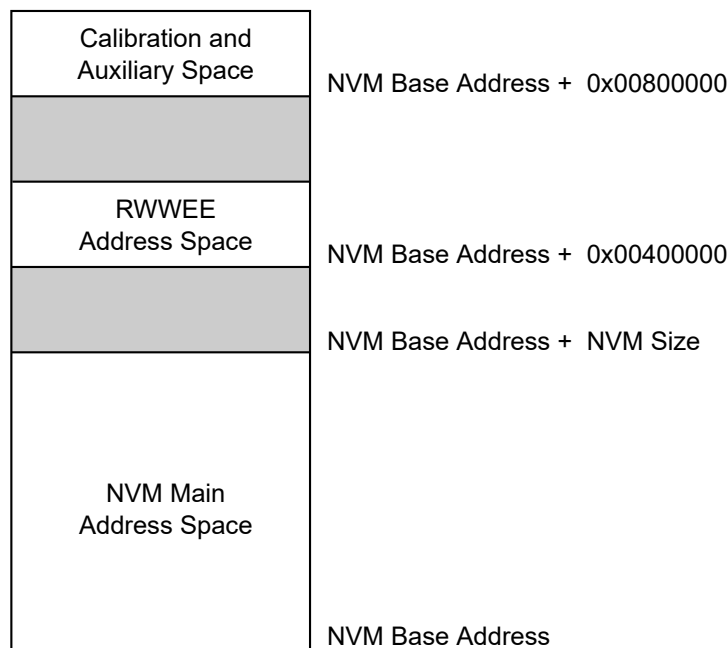 Calibration and
Auxiliary Space
NVM Base Address + 0x00800000
RWWEE
Address Space
NVM Base Address + 0x00400000
NVM Base Address + NVM Size
NVM Main
Address Space
NVM Base Address